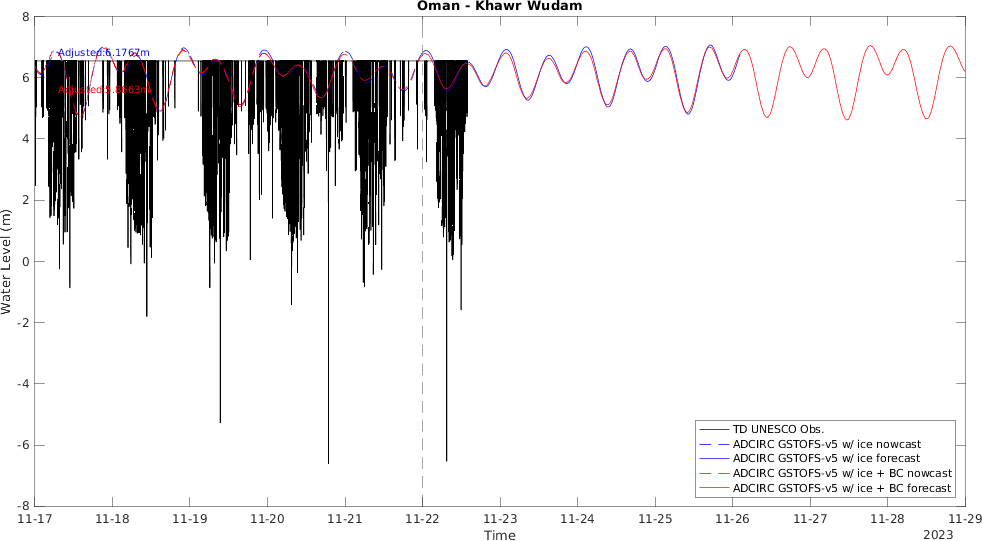 Oman - Khawr Wudam
8
6
4
2
0
-2
-4
-6
-8
Water Level (m)
Adjusted:6.1767m
Adjusted:5.8663m
TD UNESCO Obs.
ADCIRC GSTOFS-v5 w/ ice nowcast
ADCIRC GSTOFS-v5 w/ ice forecast
ADCIRC GSTOFS-v5 w/ ice + BC nowcast
ADCIRC GSTOFS-v5 w/ ice + BC forecast
11-17 11-18 11-19 11-20 11-21 11-22 11-23 11-24 11-25 11-26 11-27 11-28 11-29
Time
2023